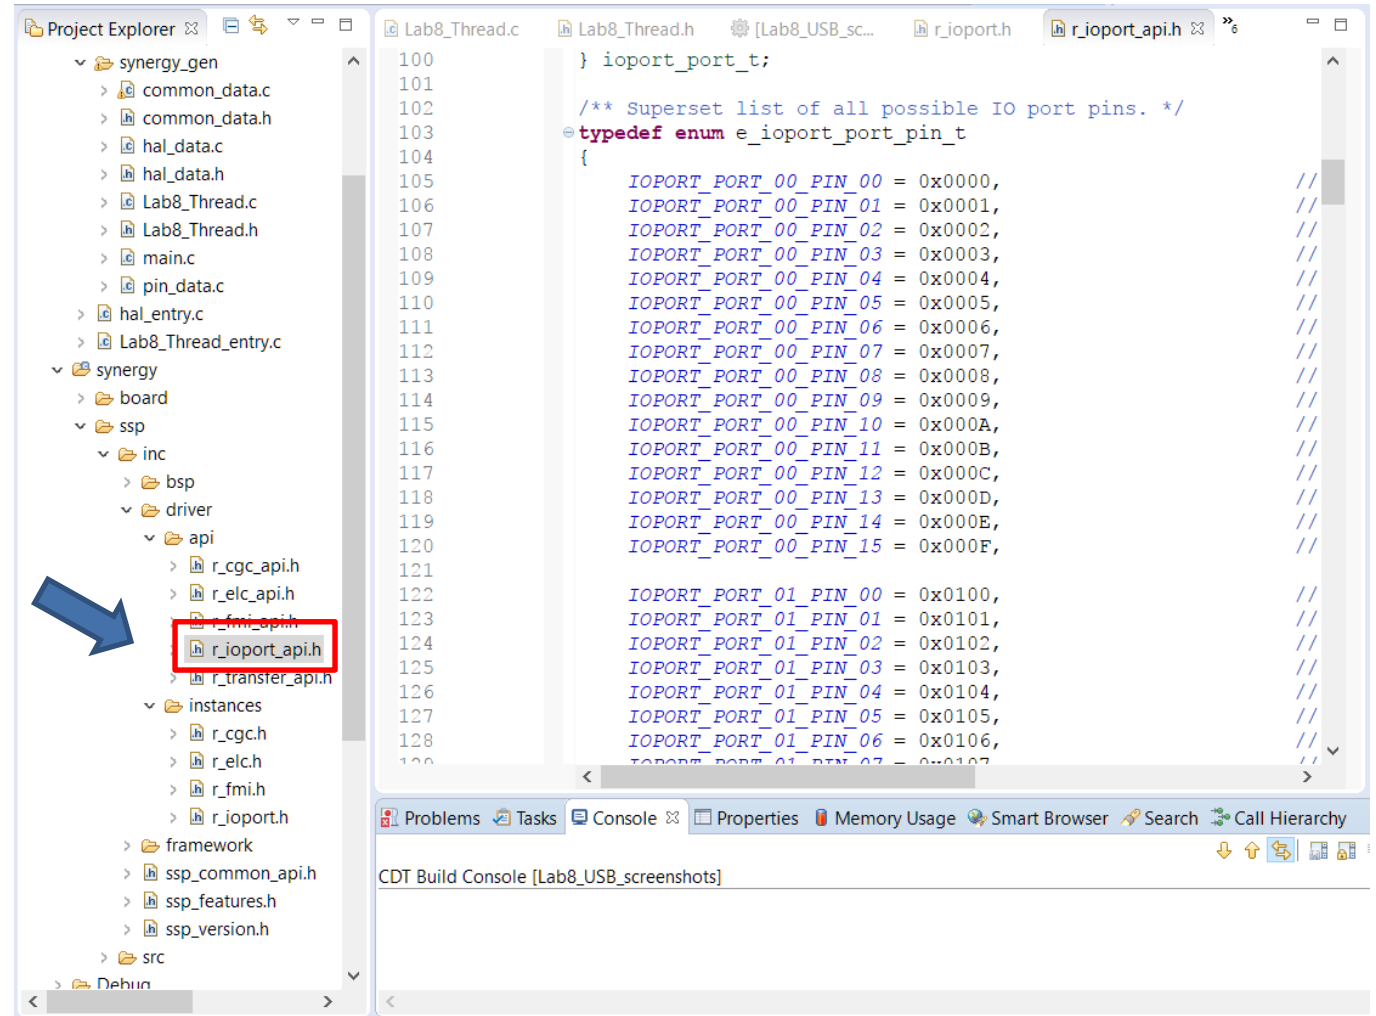 Project Explorer
synergy_gen
common_data.c
common_data.h
hal_data.c
hal_data.h
Lab8_Thread.c
Lab8_Thread.h
main.c
pin_data.c
hal_entry.c
Lab8_Thread_entry.c
synergy
board
ssp
inc
bsp
driver
api
r_cgc_api.h
r_elc_api.h
r_fmi_api.h
r_ioport_api.h
r_transfer_api.h
instances
r_cgc.h
r_elc.h
r_fmi.h
r_ioport.h
framework
ssp_common_api.h
ssp_features.h
ssp_version.h
src
Debug
Lab8_Thread.c Lab8_Thread.h [Lab8_USB_sc... r_ioport.h r_ioport_api.h »6
100 } ioport_port_t;
101
102 /** Superset list of all possible IO port pins. */
103 typedef enum e_ioport_port_pin_t
104 {
105 IOPORT_PORT_00_PIN_00 = 0x0000, //
106 IOPORT_PORT_00_PIN_01 = 0x0001, //
107 IOPORT_PORT_00_PIN_02 = 0x0002, //
108 IOPORT_PORT_00_PIN_03 = 0x0003, //
109 IOPORT_PORT_00_PIN_04 = 0x0004, //
110 IOPORT_PORT_00_PIN_05 = 0x0005, //
111 IOPORT_PORT_00_PIN_06 = 0x0006, //
112 IOPORT_PORT_00_PIN_07 = 0x0007, //
113 IOPORT_PORT_00_PIN_08 = 0x0008, //
114 IOPORT_PORT_00_PIN_09 = 0x0009, //
115 IOPORT_PORT_00_PIN_10 = 0x000A, //
116 IOPORT_PORT_00_PIN_11 = 0x000B, //
117 IOPORT_PORT_00_PIN_12 = 0x000C, //
118 IOPORT_PORT_00_PIN_13 = 0x000D, //
119 IOPORT_PORT_00_PIN_14 = 0x000E, //
120 IOPORT_PORT_00_PIN_15 = 0x000F, //
121
122 IOPORT_PORT_01_PIN_00 = 0x0100, //
123 IOPORT_PORT_01_PIN_01 = 0x0101, //
124 IOPORT_PORT_01_PIN_02 = 0x0102, //
125 IOPORT_PORT_01_PIN_03 = 0x0103, //
126 IOPORT_PORT_01_PIN_04 = 0x0104, //
127 IOPORT_PORT_01_PIN_05 = 0x0105, //
128 IOPORT_PORT_01_PIN_06 = 0x0106, //
129 IOPORT_PORT_01_PIN_07 = 0x0107 //
Problems Tasks Console Properties Memory Usage Smart Browser Search Call Hierarchy
CDT Build Console [Lab8_USB_screenshots]